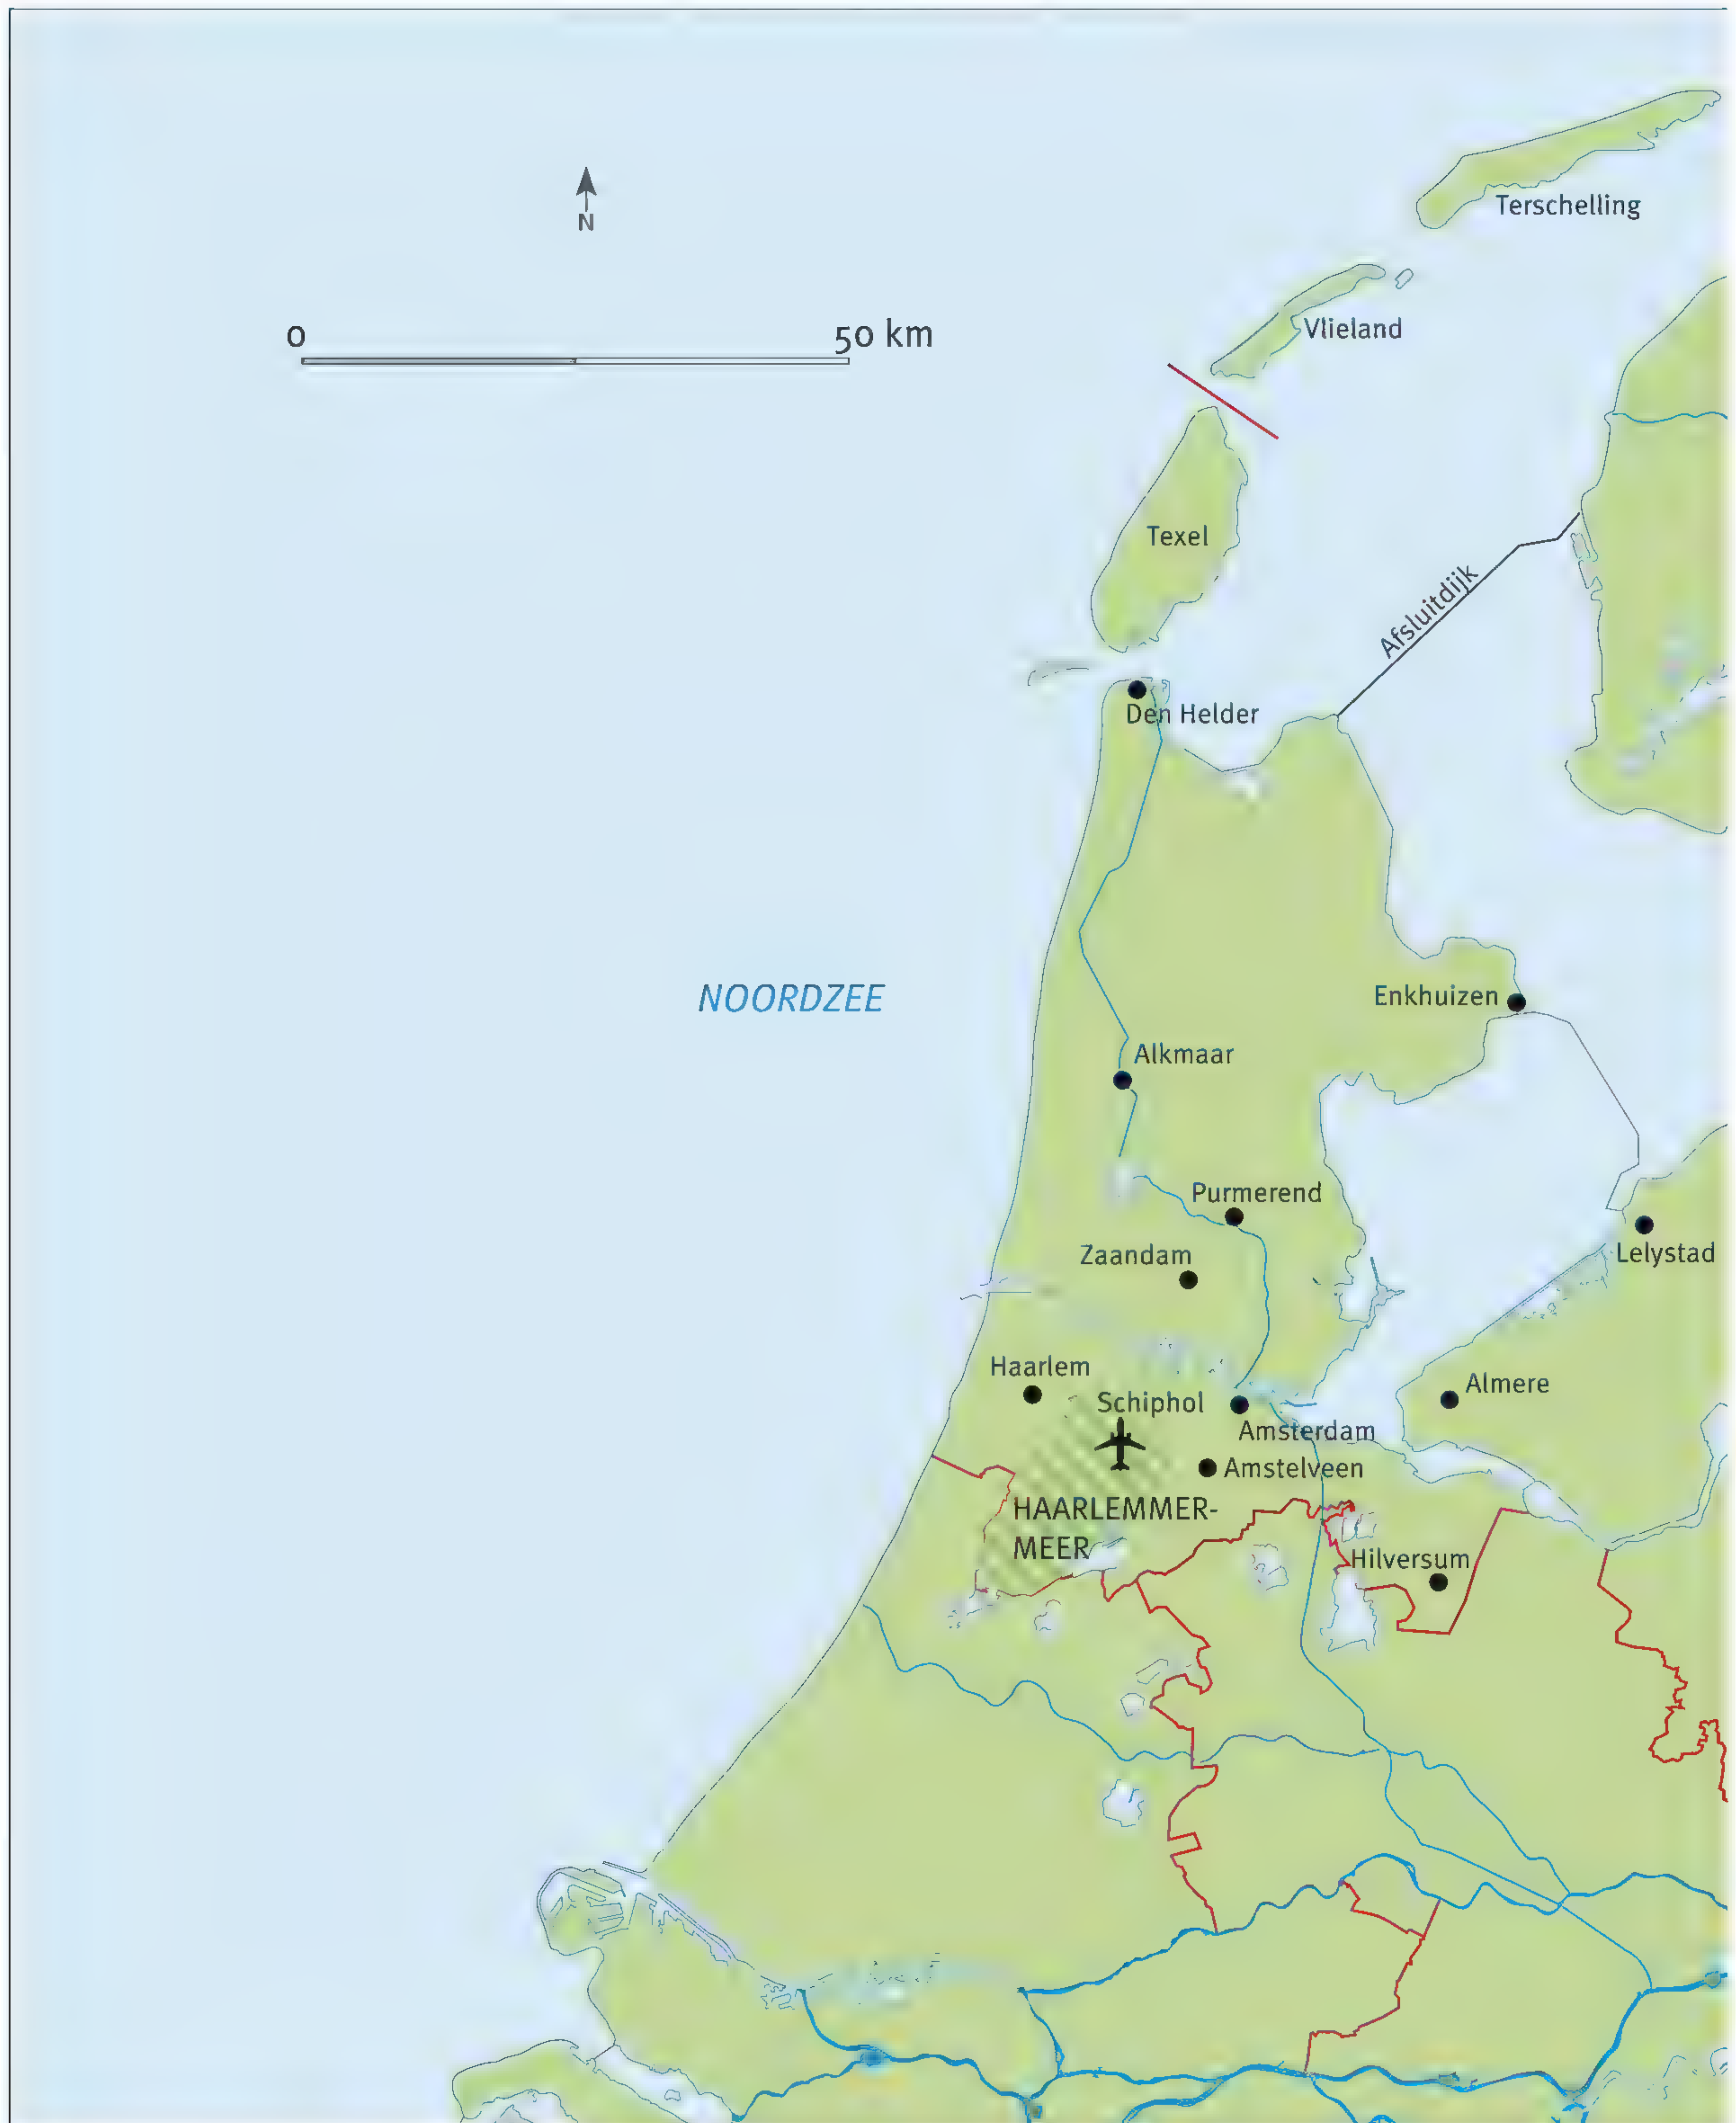 Terschelling
N
0 50 km
Vlieland
Texel
Afsluitdijk
Den Helder
NOORDZEE
Enkhuizen
Alkmaar
Purmerend
Zaandam
Lelystad
Haarlem
Almere
Schiphol
Amsterdam
Amstelveen
HAARLEMMER-
MEER
Hilversum